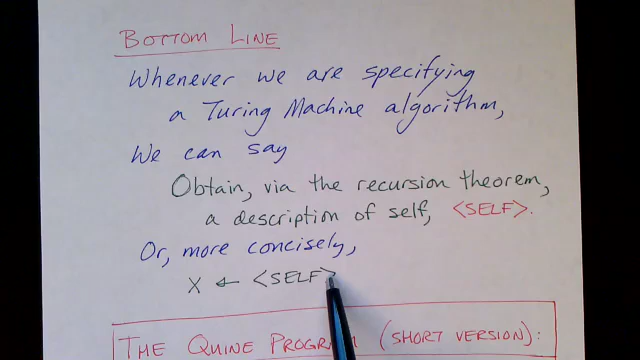 BOTTOM LINE
Whenever we are specifying
a Turing Machine algorithm,
We can say
Obtain, via the recursion theorem,
a description of self, <SELF>.
Or, more concisely,
X ← <SELF>
THE QUINE PROGRAM (SHORT VERSION):